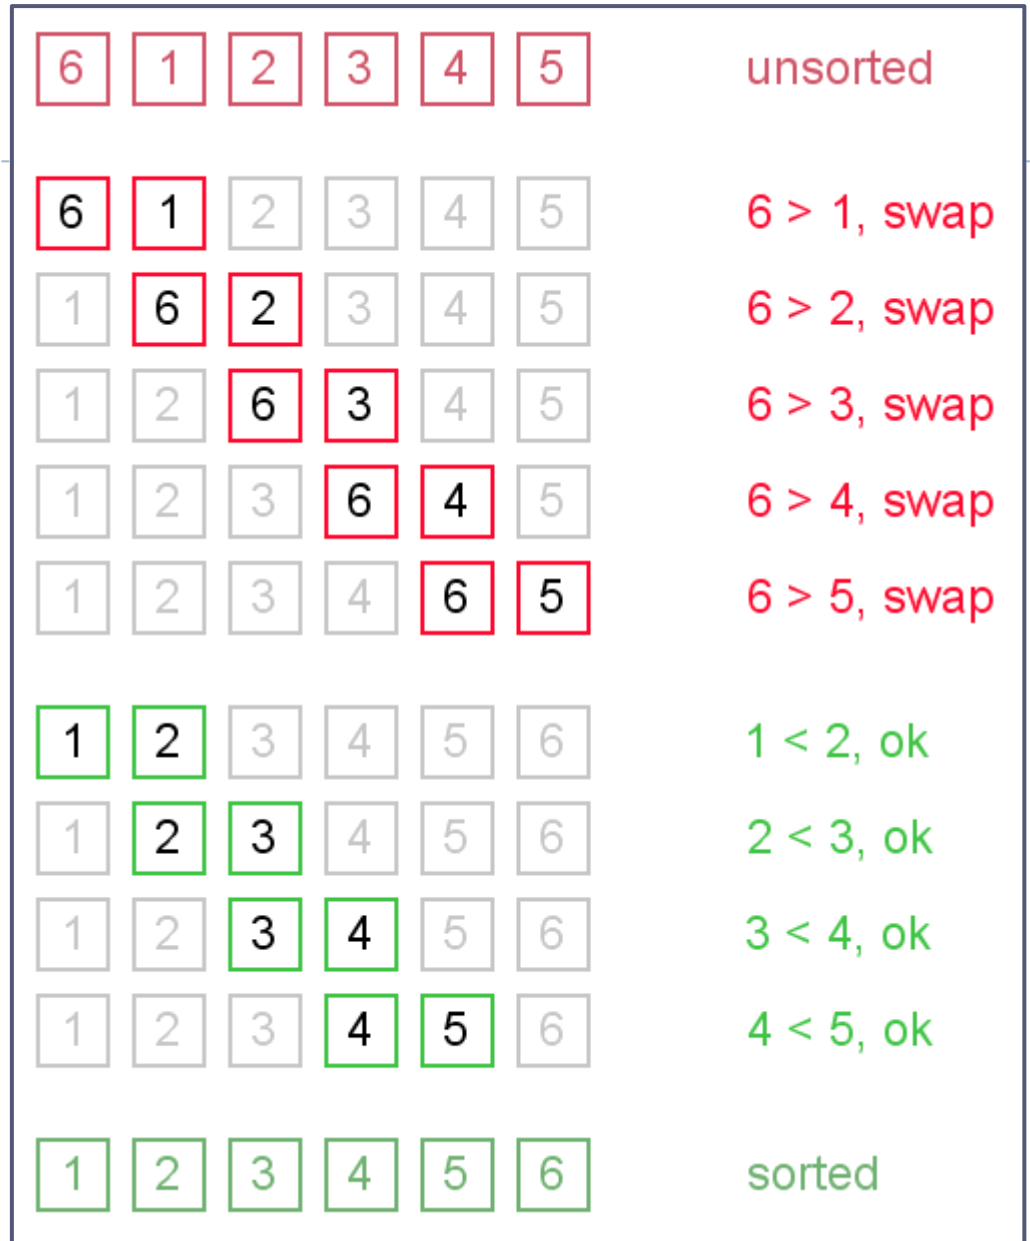 6 1 2 3 4 5 unsorted
6 1 2 3 4 5 6 > 1, swap
1 6 2 3 4 5 6 > 2, swap
1 2 6 3 4 5 6 > 3, swap
1 2 3 6 4 5 6 > 4, swap
1 2 3 4 6 5 6 > 5, swap
1 2 3 4 5 6 1 < 2, ok
1 2 3 4 5 6 2 < 3, ok
1 2 3 4 5 6 3 < 4, ok
1 2 3 4 5 6 4 < 5, ok
1 2 3 4 5 6 sorted